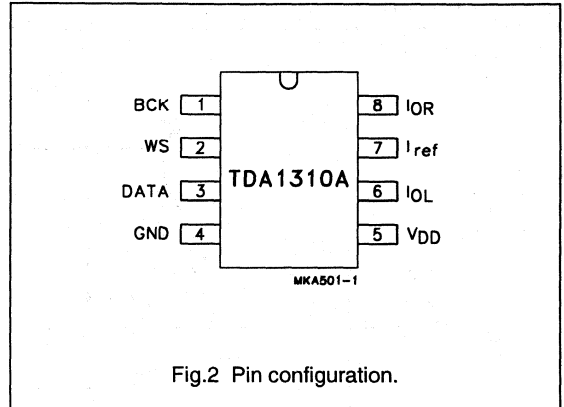 BCK 1 8 IOR
WS 2 7 Iref
TDA1310A
DATA 3 6 IOL
GND 4 5 VDD
MKA501-1
Fig.2 Pin configuration.